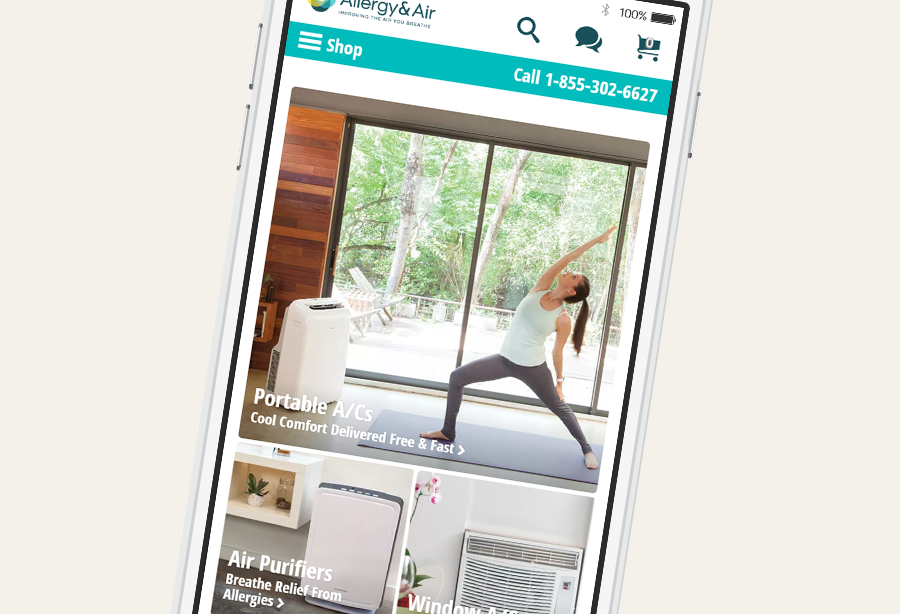 100%
Allergy&Air
IMPROVING THE AIR YOU BREATHE
0
Shop
Call 1-855-302-6627
Portable A/Cs
Cool Comfort Delivered Free & Fast
Air Purifiers
Breathe Relief From
Allergies
Window